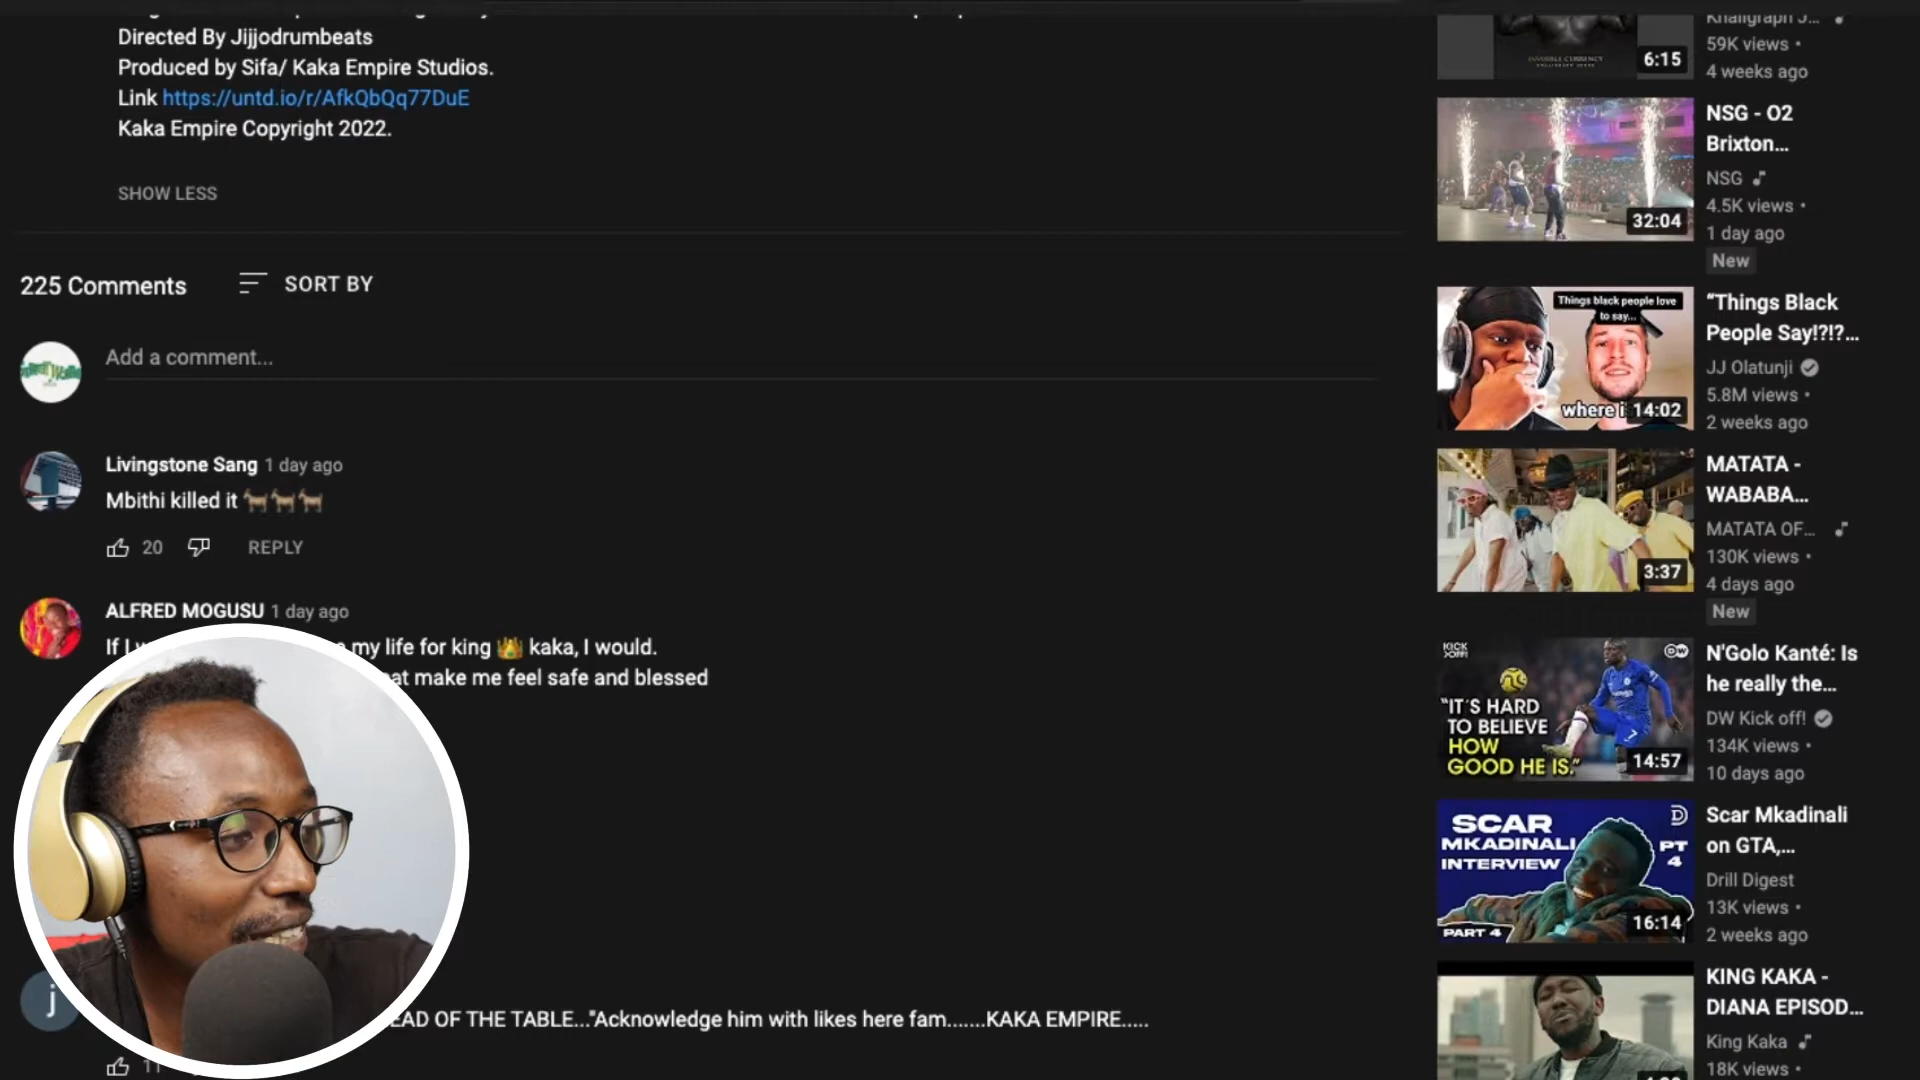 Directed By Jijjodrumbeats
Produced by Sifa/ Kaka Empire Studios.
Link https://untd.io/r/AfkQbQq77DuE
Kaka Empire Copyright 2022.
SHOW LESS
225 Comments
SORT BY
Add a comment...
Livingstone Sang 1 day ago
Mbithi killed it
20
REPLY
ALFRED MOGUSU 1 day ago
If I my life for king kaka, I would.
make me feel safe and blessed
j
OF THE TABLE..."Acknowledge him with likes here fam.......KAKA EMPIRE.....
Khaligraph J...
59K views •
4 weeks ago
6:15
NSG - O2
Brixton...
NSG
4.5K views •
1 day ago
New
32:04
Things black people love
to say...
where i
14:02
“Things Black
People Say!?!?...
JJ Olatunji
5.8M views •
2 weeks ago
3:37
MATATA -
WABABA...
MATATA OF...
130K views •
4 days ago
New
KICK
OFF!
DW
"IT'S HARD
TO BELIEVE
HOW
GOOD HE IS."
7
14:57
N'Golo Kanté: Is
he really the...
DW Kick off!
134K views •
10 days ago
SCAR
MKADINALI
INTERVIEW
PT
4
D
PART 4
16:14
Scar Mkadinali
on GTA,...
Drill Digest
13K views •
2 weeks ago
KING KAKA -
DIANA EPISOD...
King Kaka
18K views •